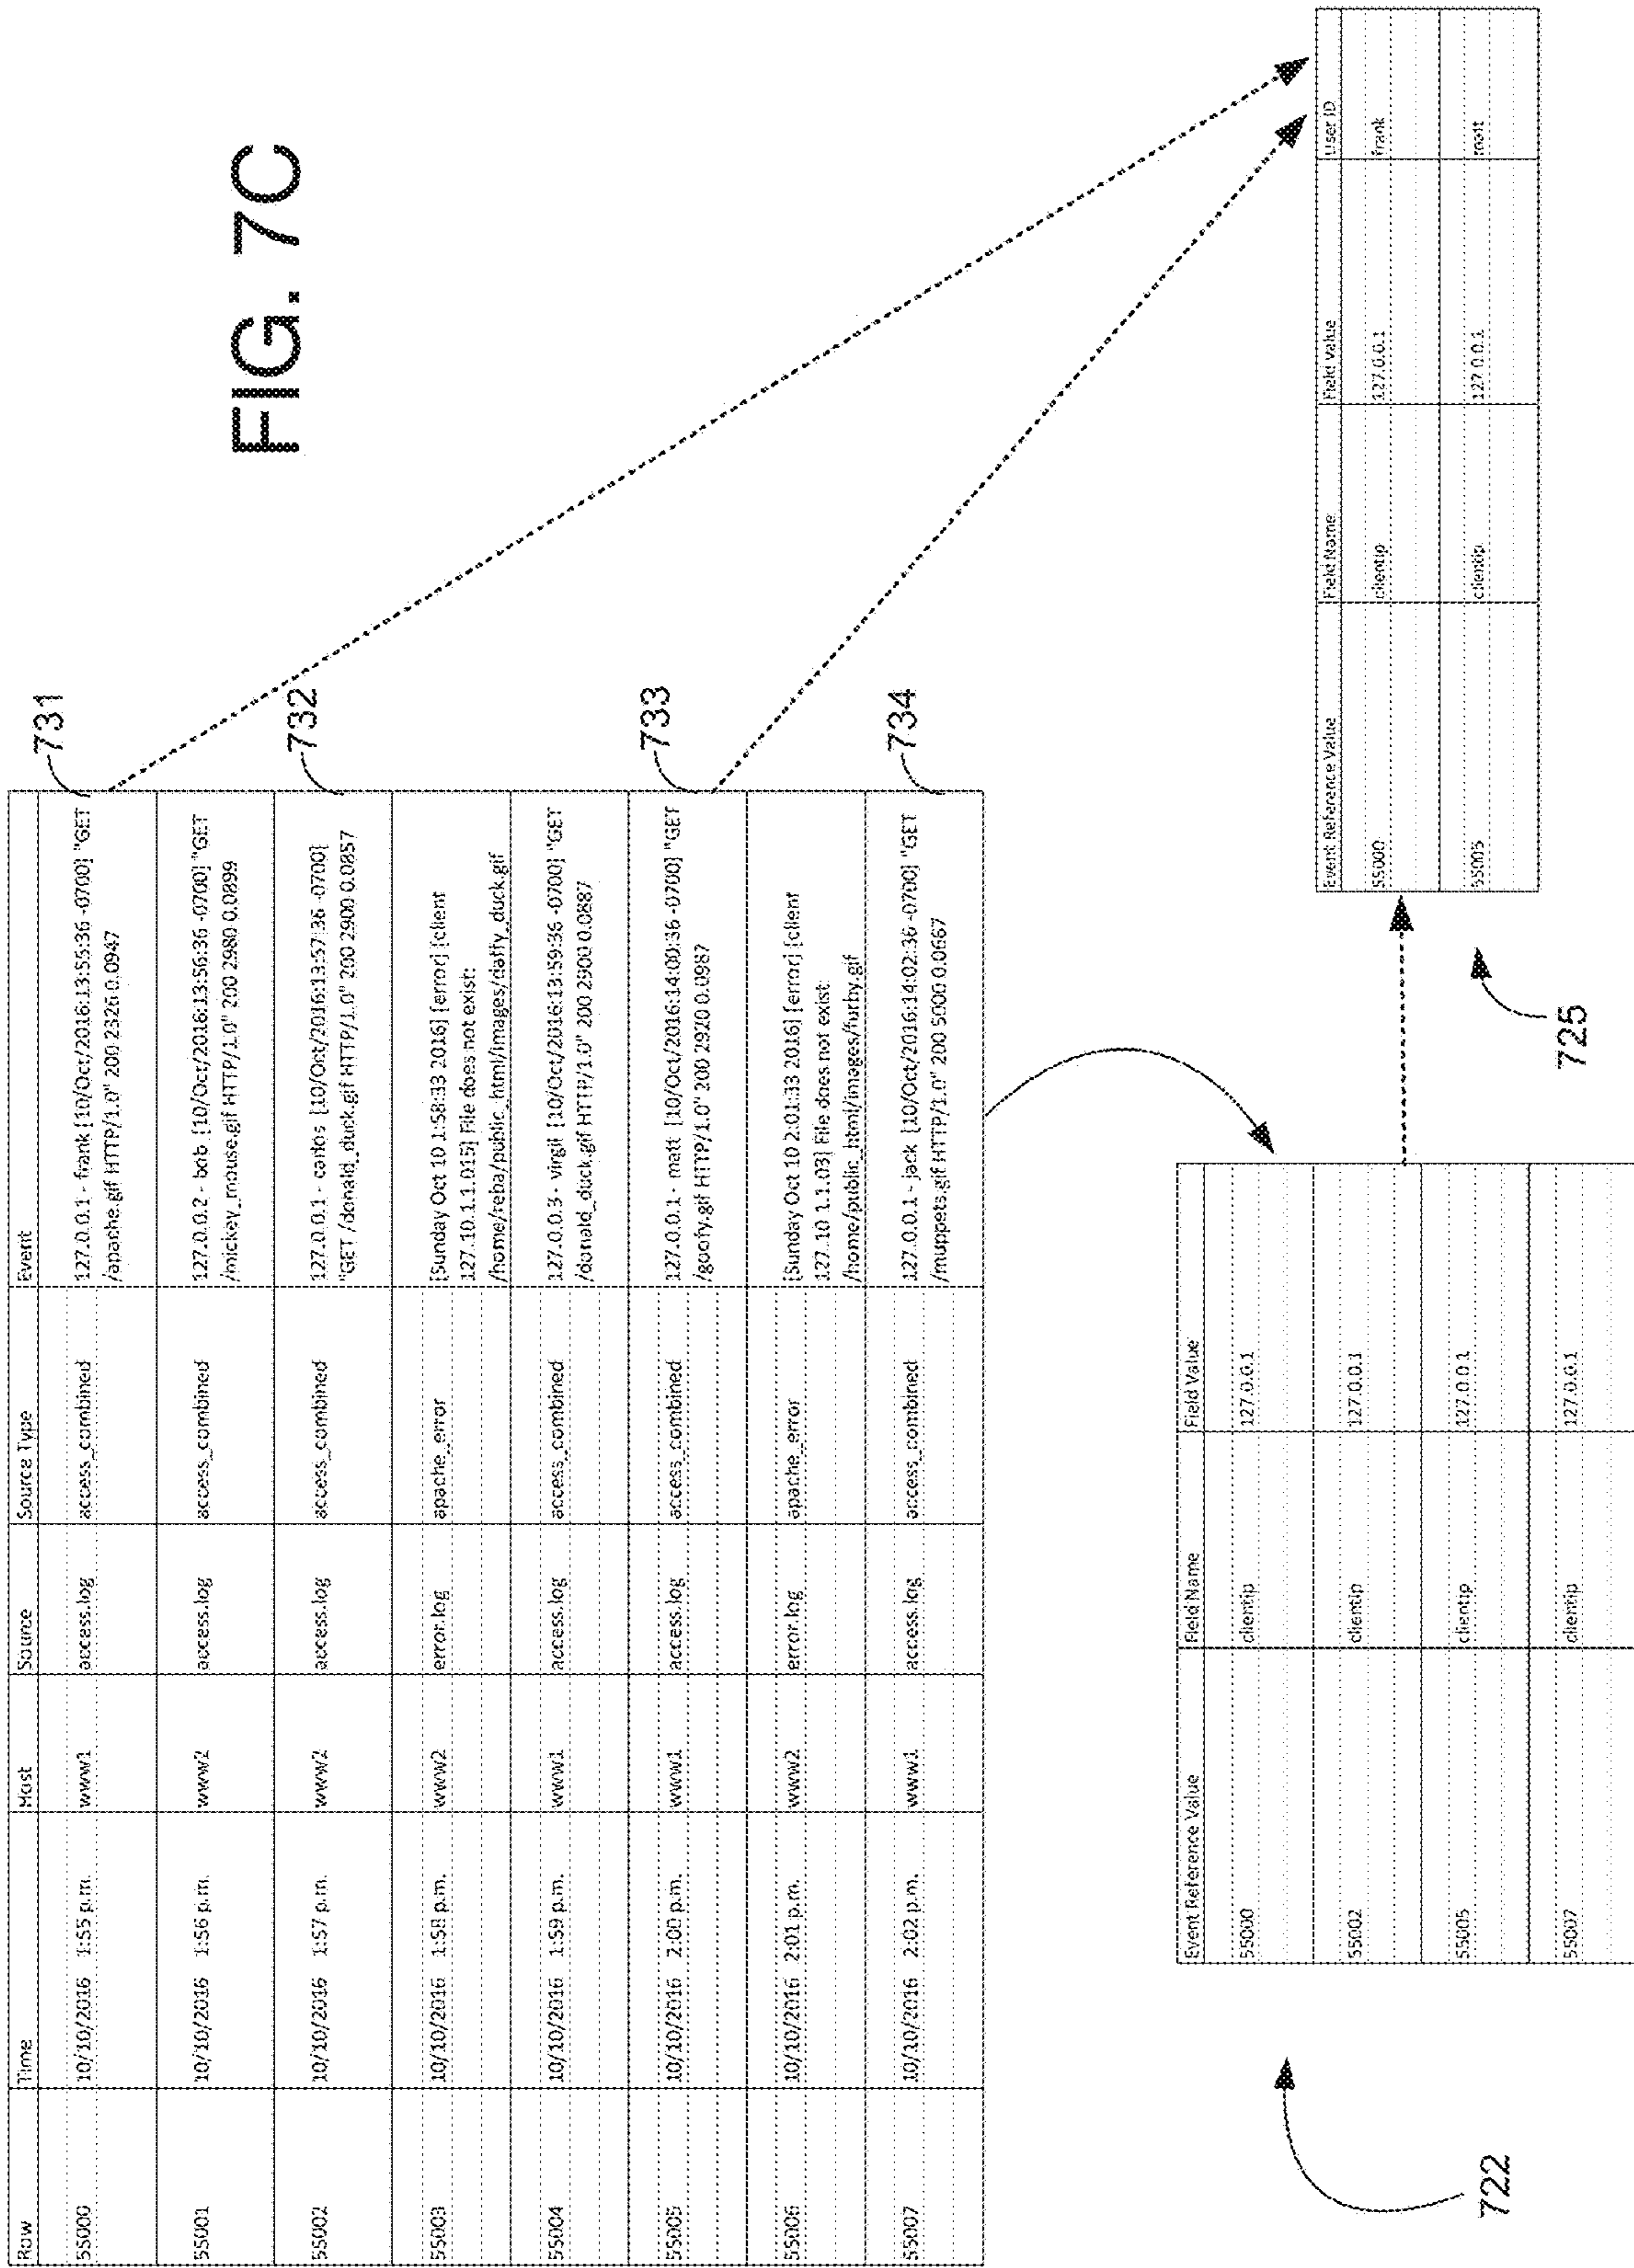 FIG. 7C
Row Time Host Source Source Type Event
55000 10/10/2016 1:55 p.m. www1 access.log access_combined 127.0.0.1 - frank [10/Oct/2016:13:55:36 -0700] "GET
/apache.gif HTTP/1.0" 200 2326 0.0947
731
55001 10/10/2016 1:56 p.m. www2 access.log access_combined 127.0.0.2 - bob [10/Oct/2016:13:56:36 -0700] "GET
/mickey_mouse.gif HTTP/1.0" 200 2980 0.0899
55002 10/10/2016 1:57 p.m. www2 access.log access_combined 127.0.0.1 - carlos [10/Oct/2016:13:57:36 -0700]
"GET /donald_duck.gif HTTP/1.0" 200 2900 0.0857
732
55003 10/10/2016 1:58 p.m. www2 error.log apache_error [Sunday Oct 10 1:58:33 2016] [error] [client
127.10.1.1.015] File does not exist:
/home/reba/public_html/images/daffy_duck.gif
55004 10/10/2016 1:59 p.m. www1 access.log access_combined 127.0.0.3 - virgil [10/Oct/2016:13:59:36 -0700] "GET
/donald_duck.gif HTTP/1.0" 200 2900 0.0887
55005 10/10/2016 2:00 p.m. www1 access.log access_combined 127.0.0.1 - matt [10/Oct/2016:14:00:36 -0700] "GET
/goofy.gif HTTP/1.0" 200 2920 0.0987
733
55006 10/10/2016 2:01 p.m. www2 error.log apache_error [Sunday Oct 10 2:01:33 2016] [error] [client
127.10.1.1.03] File does not exist:
/home/public_html/images/furby.gif
55007 10/10/2016 2:02 p.m. www1 access.log access_combined 127.0.0.1 - jack [10/Oct/2016:14:02:36 -0700] "GET
/muppets.gif HTTP/1.0" 200 5000 0.0667
734
722
Event Reference Value Field Name Field Value
55000 clientip 127.0.0.1
55002 clientip 127.0.0.1
55005 clientip 127.0.0.1
55007 clientip 127.0.0.1
725
Event Reference Value Field Name Field Value User ID
55000 clientip 127.0.0.1 frank
55005 clientip 127.0.0.1 matt